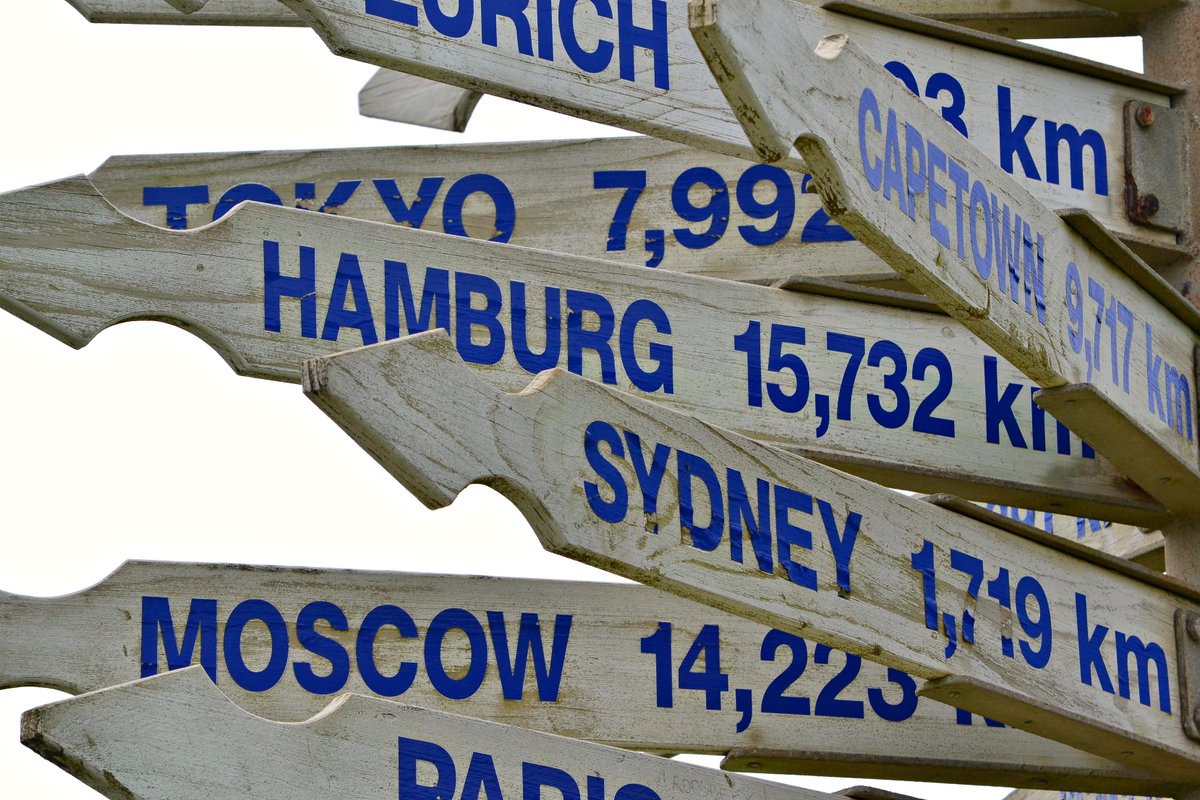 ZURICH km
CAPETOWN 9,717 km
TOKYO 7,992
HAMBURG 15,732 km
SYDNEY 1,719 km
MOSCOW 14,223
PARIS